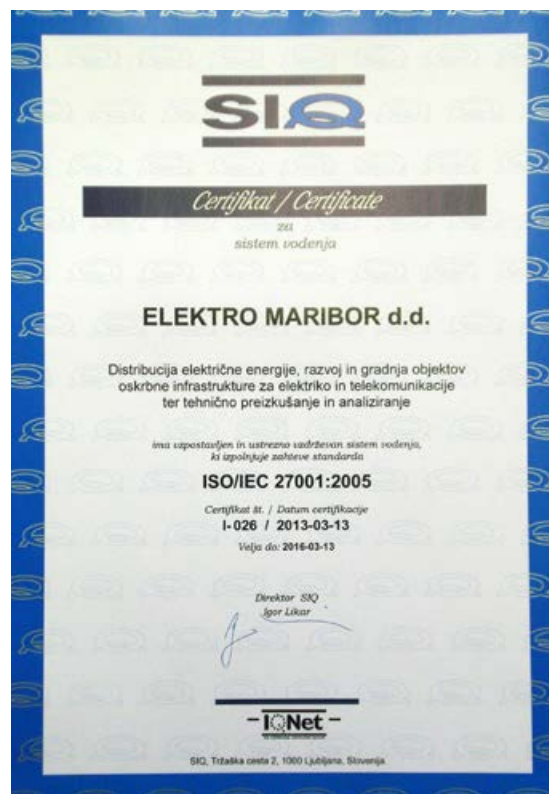 SIQ
Certifikat / Certificate
za
sistem vodenja
ELEKTRO MARIBOR d.d.
Distribucija električne energije, razvoj in gradnja objektov
oskrbne infrastrukture za elektriko in telekomunikacije
ter tehnično preizkušanje in analiziranje
ima vzpostavljen in ustrezno vzdrževan sistem vodenja,
ki izpolnjuje zahteve standarda
ISO/IEC 27001:2005
Certifikat št. / Datum certifikacije
I-026 / 2013-03-13
Velja do: 2016-03-13
Direktor SIQ
Igor Likar
IQNet
SIQ, Tržaška cesta 2, 1000 Ljubljana, Slovenija